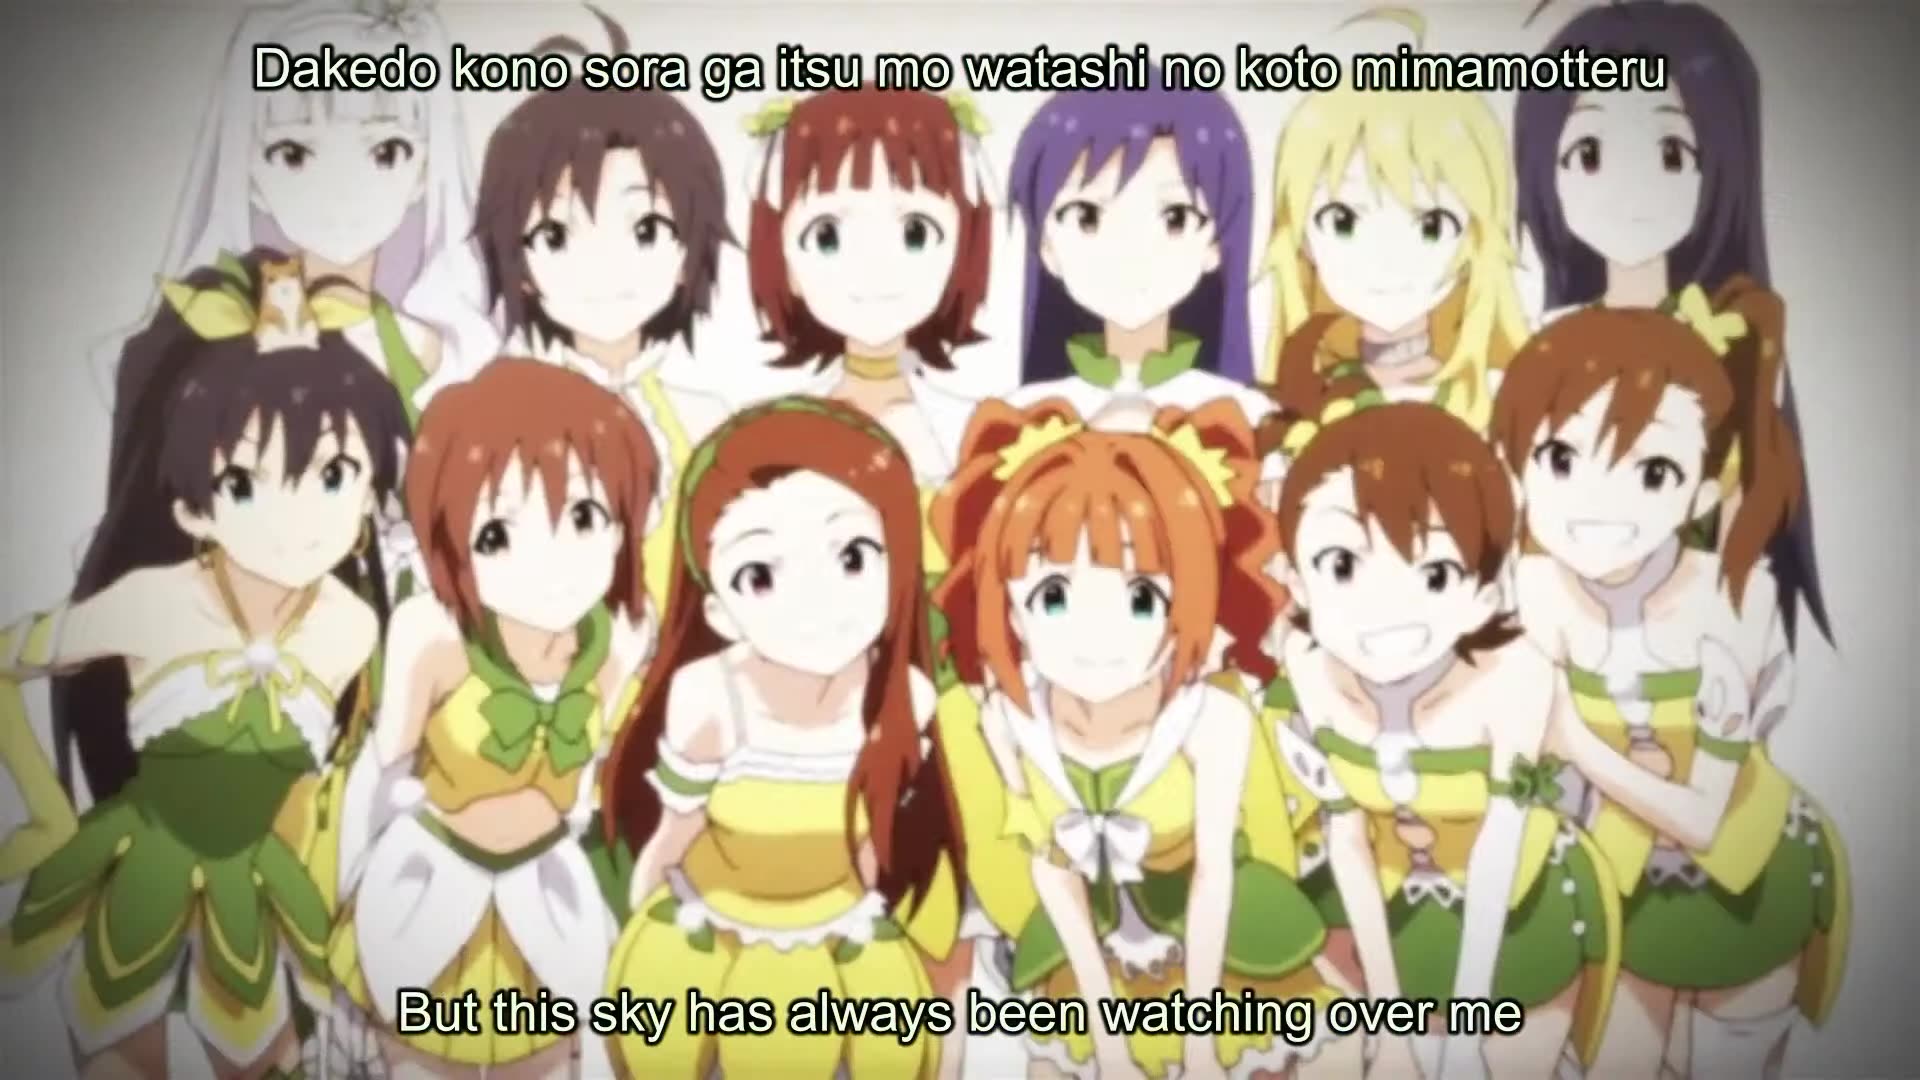 Dakedo kono sora ga itsu mo watashi no koto mimamotteru
But this sky has always been watching over me